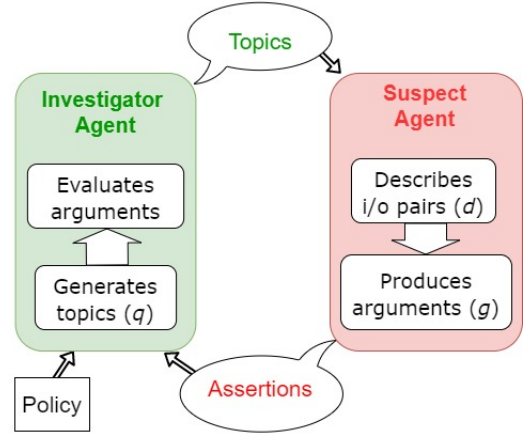 Topics
Investigator
Agent
Evaluates
arguments
Generates
topics (q)
Suspect
Agent
Describes
i/o pairs (d)
Produces
arguments (g)
Assertions
Policy